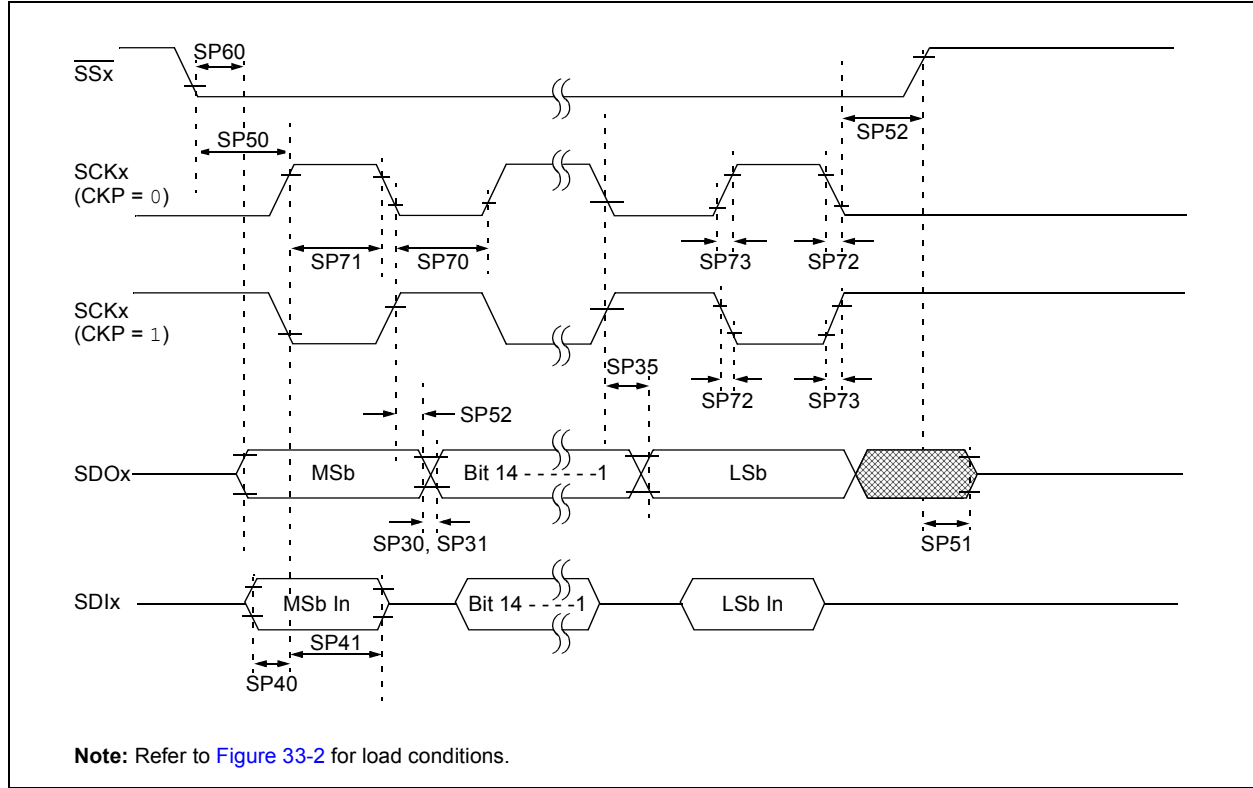 SP60
SSx
SP50
SP52
SCKx
(CKP = 0)
SP71
SP70
SP73
SP72
SCKx
(CKP = 1)
SP35
SP72
SP73
SP52
SDOx
MSb
Bit 14 - - - - - -1
LSb
SP30, SP31
SP51
SDIx
MSb In
Bit 14 - - - -1
LSb In
SP41
SP40
Note: Refer to Figure 33-2 for load conditions.